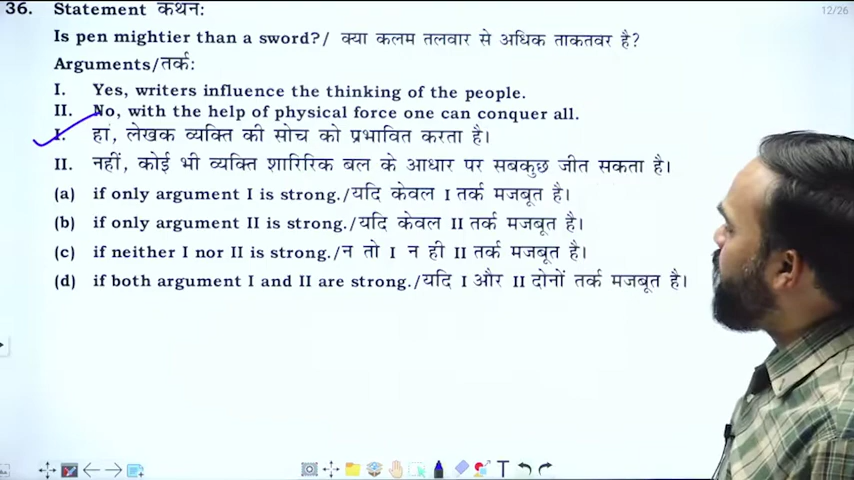 12/26
36. Statement कथन:
Is pen mightier than a sword?/ क्या कलम तलवार से अधिक ताकतवर है?
Arguments/तर्क:
I. Yes, writers influence the thinking of the people.
II. No, with the help of physical force one can conquer all.
I. हां, लेखक व्यक्ति की सोच को प्रभावित करता है।
II. नहीं, कोई भी व्यक्ति शारिरिक बल के आधार पर सबकुछ जीत सकता है।
(a) if only argument I is strong./यदि केवल I तर्क मजबूत है।
(b) if only argument II is strong./यदि केवल II तर्क मजबूत है।
(c) if neither I nor II is strong./न तो I न ही II तर्क मजबूत है।
(d) if both argument I and II are strong./यदि I और II दोनों तर्क मजबूत है।